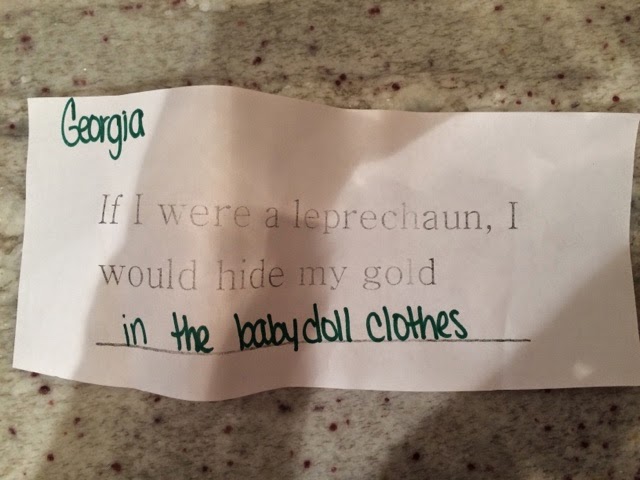 Georgia
If I were a leprechaun, I
would hide my gold
in the babydoll clothes